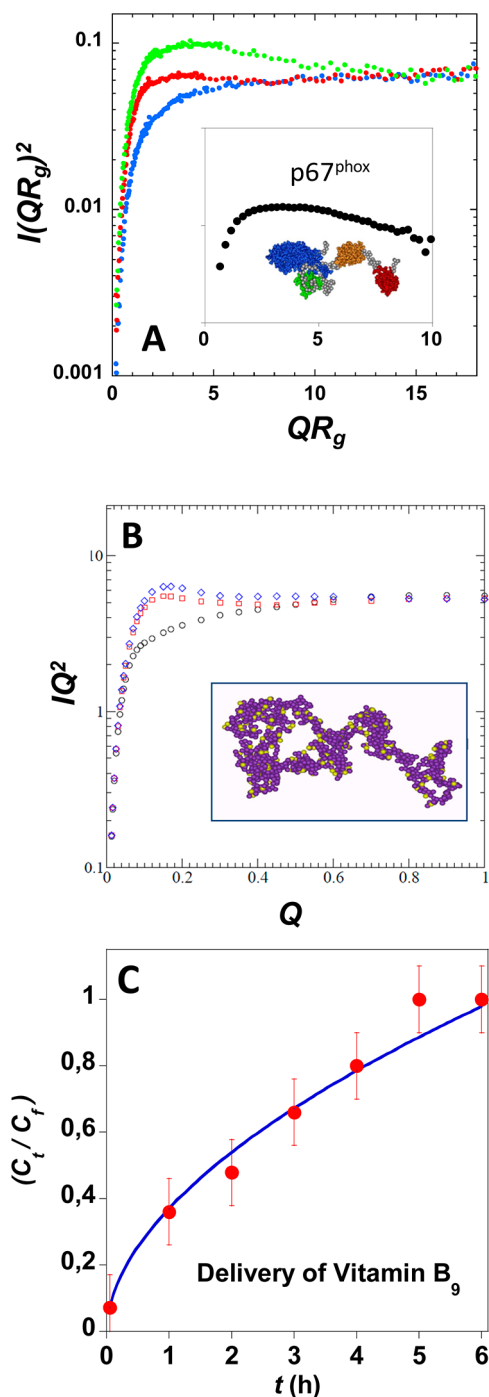 0.1
I(QRg)²
p67phox
0.01
A
0 5 10
0.001
0 5 10 15
QRg
B
10
IQ²
1
0.1
0 0.2 0.4 0.6 0.8 1
Q
C
1
0,8
(Ct / Cf)
0,6
0,4
0,2
Delivery of Vitamin B9
0
0 1 2 3 4 5 6
t (h)